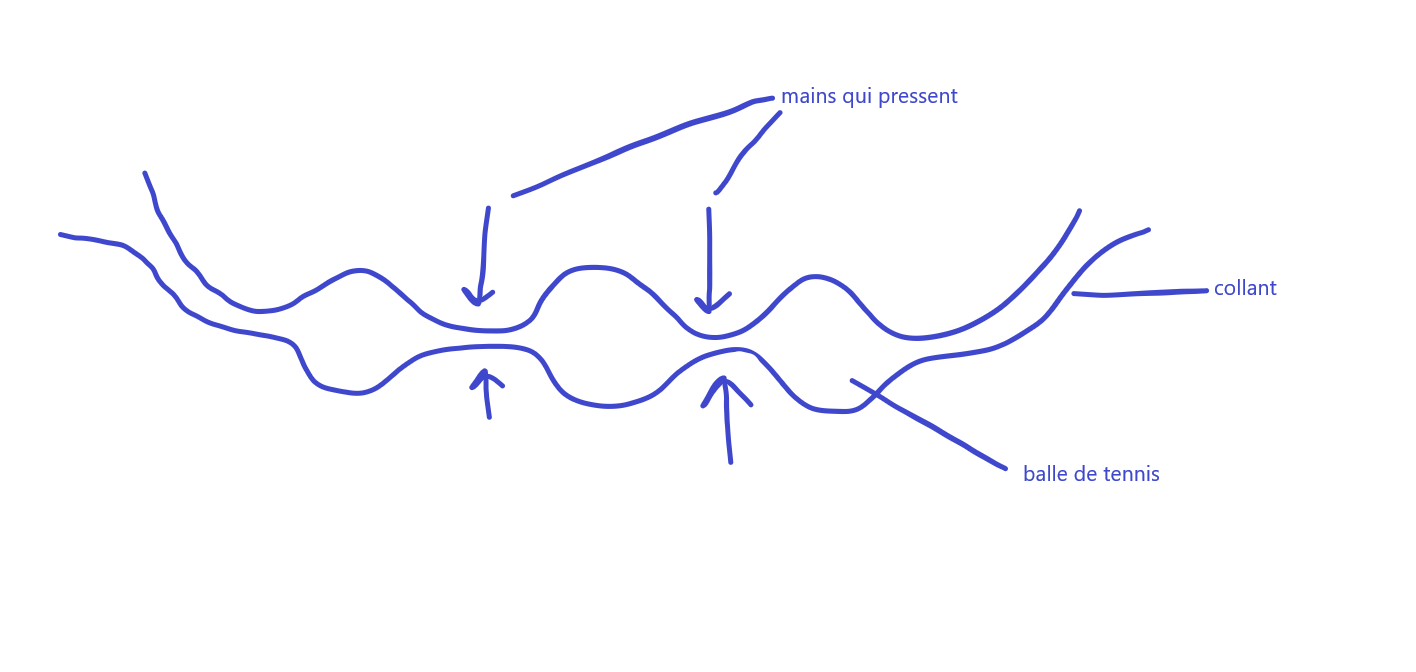 mains qui pressent
collant
balle de tennis